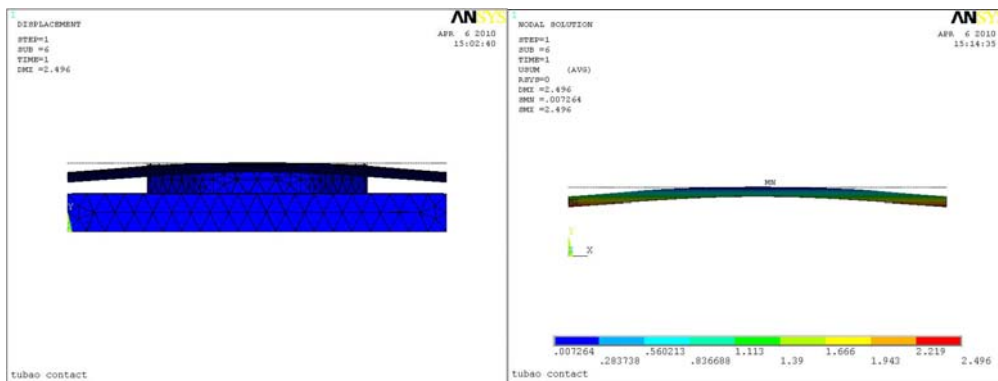 1
DISPLACEMENT
STEP=1
SUB =6
TIME=1
DMX =2.496
ANSYS
APR 6 2010
15:02:40
Y
tubao contact
1
NODAL SOLUTION
STEP=1
SUB =6
TIME=1
USUM (AVG)
RSYS=0
DMX =2.496
SMN =.007264
SMX =2.496
ANSYS
APR 6 2010
15:14:35
MN
X
.007264 .560213 1.113 1.666 2.219
.283738 .836688 1.39 1.943 2.496
tubao contact